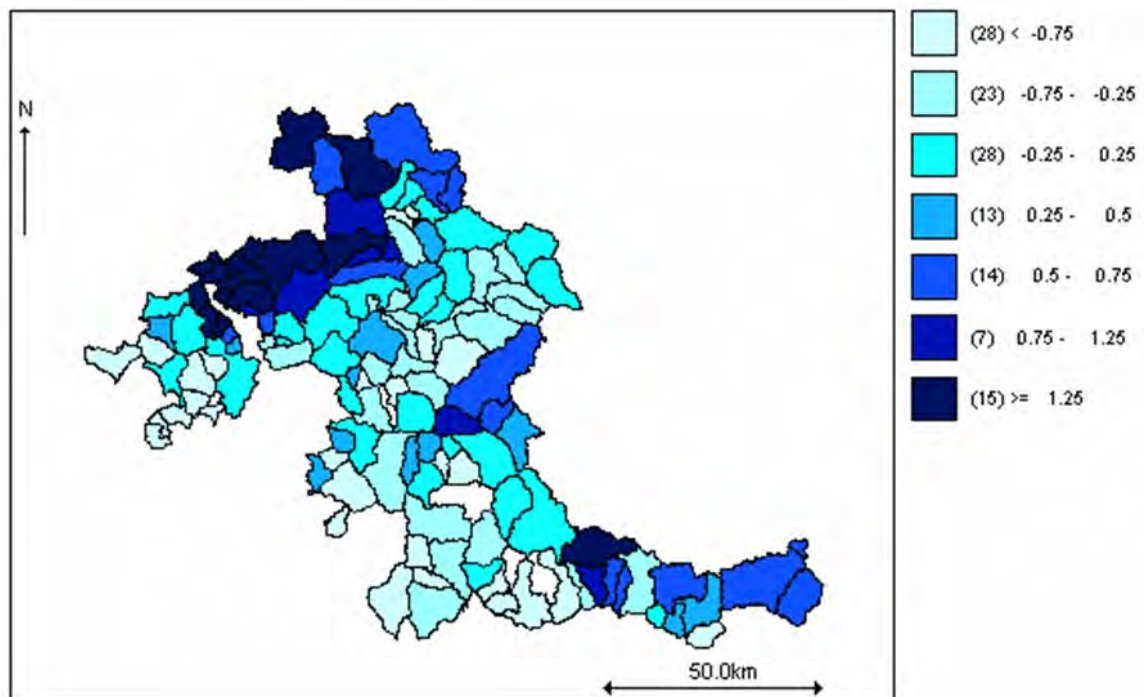 N
(28) < -0.75
(23) -0.75 - -0.25
(28) -0.25 - 0.25
(13) 0.25 - 0.5
(14) 0.5 - 0.75
(7) 0.75 - 1.25
(15) >= 1.25
50.0km